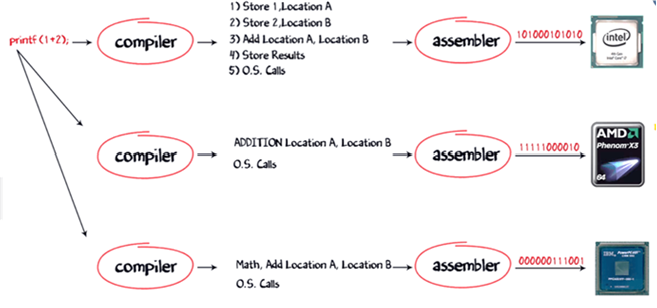 1) Store 1,Location A
2) Store 2,Location B
3) Add Location A, Location B
4) Store Results
5) O.S. Calls
printf(1+2);
compiler
assembler
101000101010
intel
ADDITION Location A, Location B
O.S. Calls
compiler
assembler
11111000010
AMD
Phenom X3
64
Math, Add Location A, Location B
O.S. Calls
compiler
assembler
000000111001
IBM